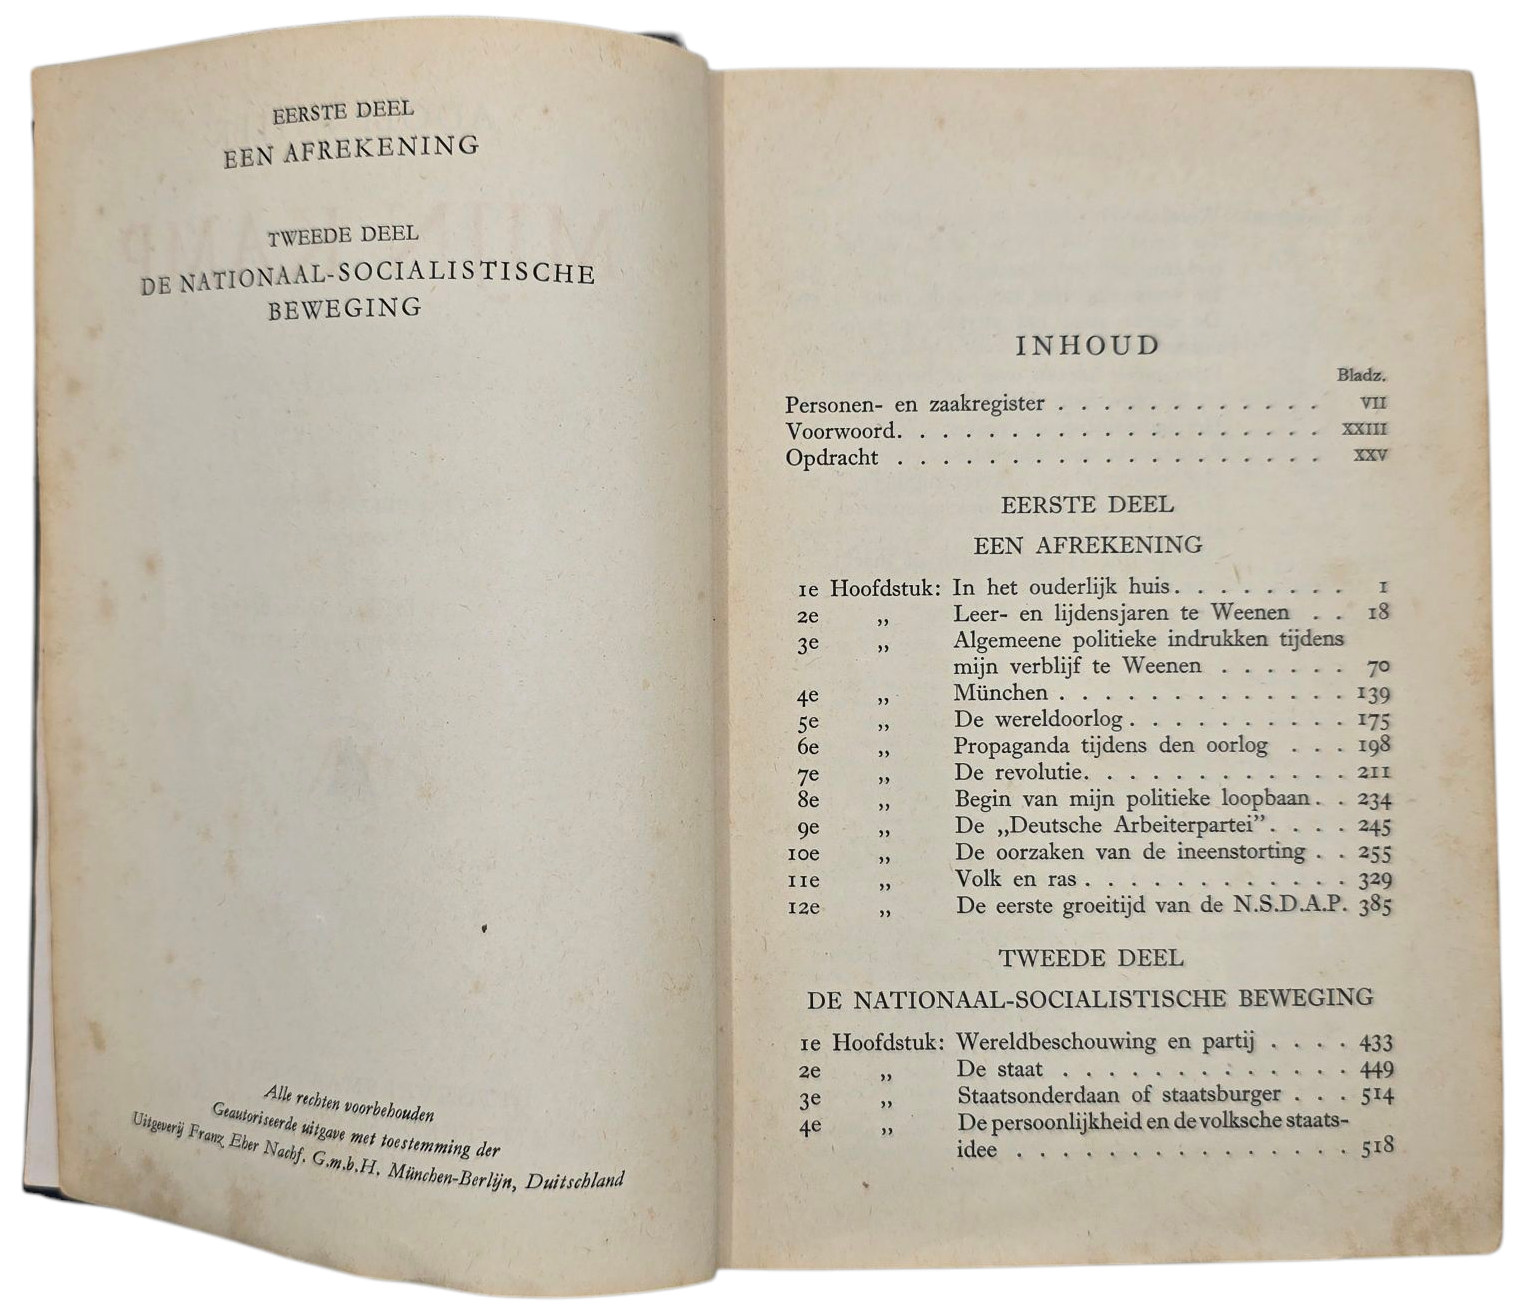 EERSTE DEEL
EEN AFREKENING
TWEEDE DEEL
DE NATIONAAL-SOCIALISTISCHE
BEWEGING
Alle rechten voorbehouden
Geautoriseerde uitgave met toestemming der
Uitgeverij Franz Eher Nachf. G.m.b.H. München-Berlijn, Duitschland
INHOUD
Bladz.
Personen- en zaakregister . . . . . . . . . . . . VII
Voorwoord. . . . . . . . . . . . . . . . . . . XXIII
Opdracht . . . . . . . . . . . . . . . . . . . XXV
EERSTE DEEL
EEN AFREKENING
1e Hoofdstuk: In het ouderlijk huis. . . . . . . . 1
2e „ Leer- en lijdensjaren te Weenen . . 18
3e „ Algemeene politieke indrukken tijdens
mijn verblijf te Weenen . . . . . . 70
4e „ München . . . . . . . . . . . . . 139
5e „ De wereldoorlog. . . . . . . . . . 175
6e „ Propaganda tijdens den oorlog . . . 198
7e „ De revolutie. . . . . . . . . . . . 211
8e „ Begin van mijn politieke loopbaan. . 234
9e „ De „Deutsche Arbeiterpartei”. . . . 245
10e „ De oorzaken van de ineenstorting . . 255
11e „ Volk en ras . . . . . . . . . . . . 329
12e „ De eerste groeitijd van de N.S.D.A.P. 385
TWEEDE DEEL
DE NATIONAAL-SOCIALISTISCHE BEWEGING
1e Hoofdstuk: Wereldbeschouwing en partij . . . . 433
2e „ De staat . . . . . . . . . . . . . 449
3e „ Staatsonderdaan of staatsburger . . . 514
4e „ De persoonlijkheid en de volksche staats-
idee . . . . . . . . . . . . . . . 518